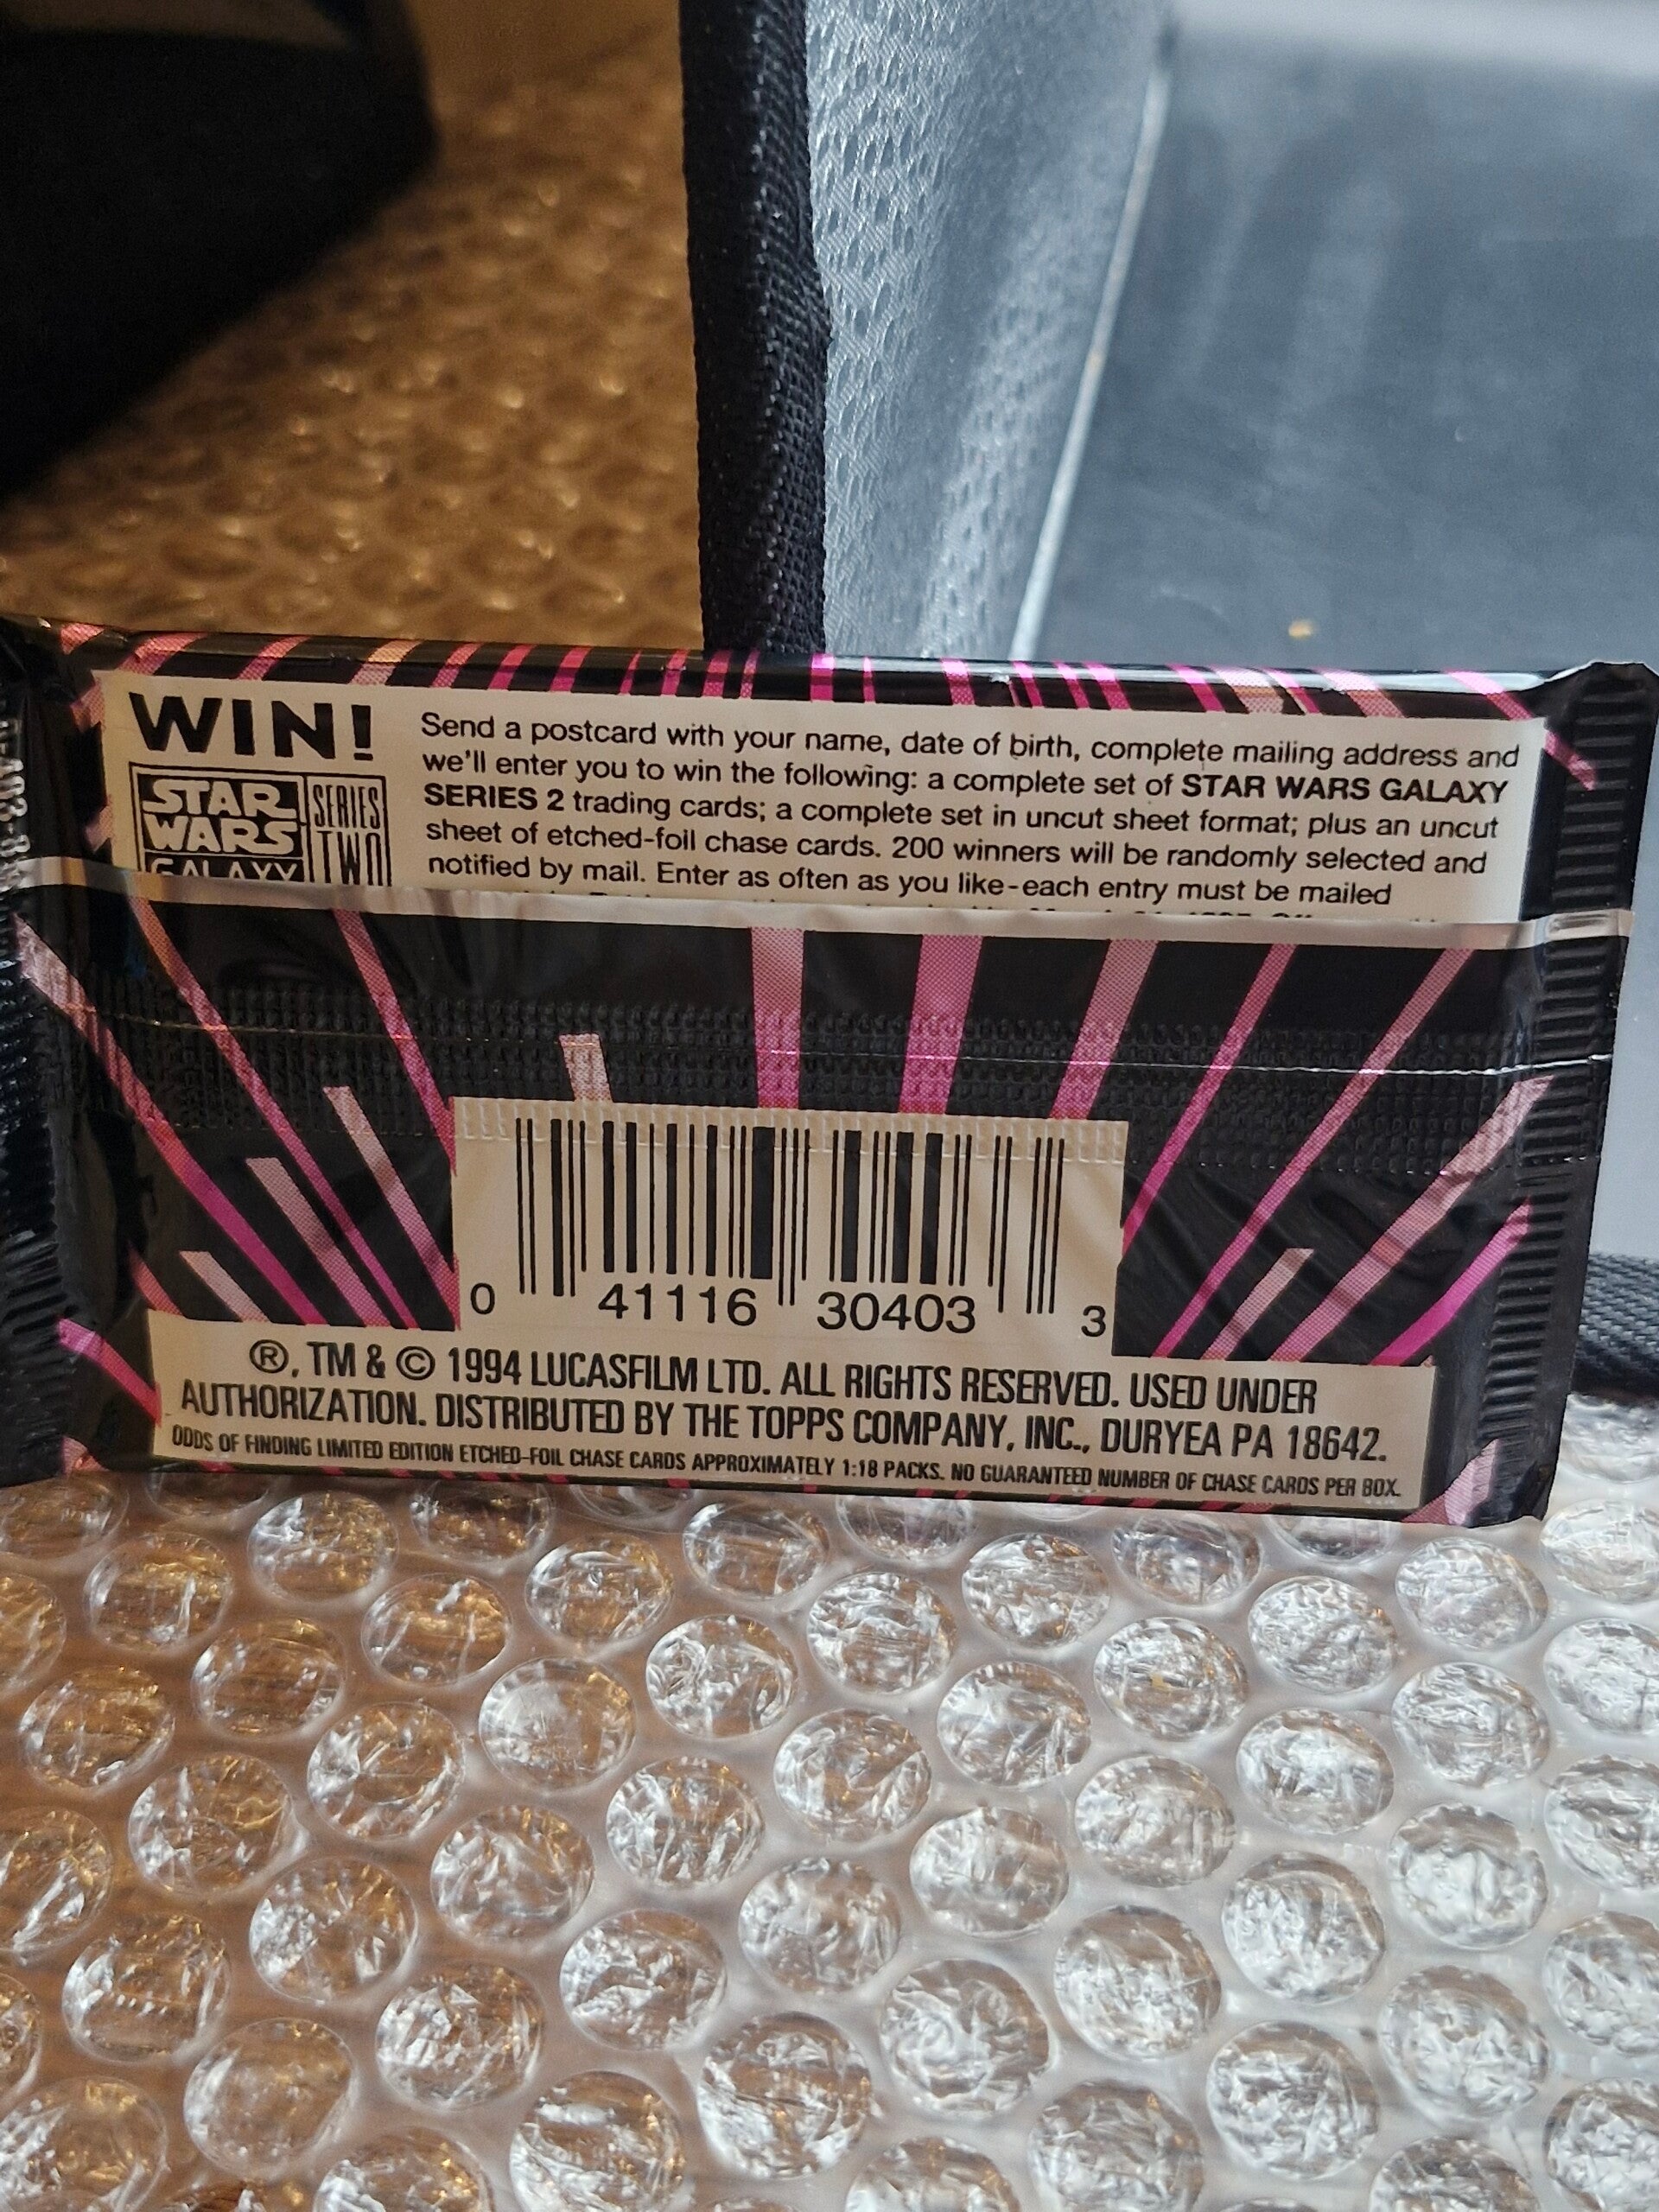 WIN!
STAR
WARS
GALAXY
SERIES
TWO
Send a postcard with your name, date of birth, complete mailing address and
we'll enter you to win the following: a complete set of STAR WARS GALAXY
SERIES 2 trading cards; a complete set in uncut sheet format; plus an uncut
sheet of etched-foil chase cards. 200 winners will be randomly selected and
notified by mail. Enter as often as you like-each entry must be mailed
0 41116 30403 3
®, TM & © 1994 LUCASFILM LTD. ALL RIGHTS RESERVED. USED UNDER
AUTHORIZATION. DISTRIBUTED BY THE TOPPS COMPANY, INC., DURYEA PA 18642.
ODDS OF FINDING LIMITED EDITION ETCHED-FOIL CHASE CARDS APPROXIMATELY 1:18 PACKS. NO GUARANTEED NUMBER OF CHASE CARDS PER BOX.